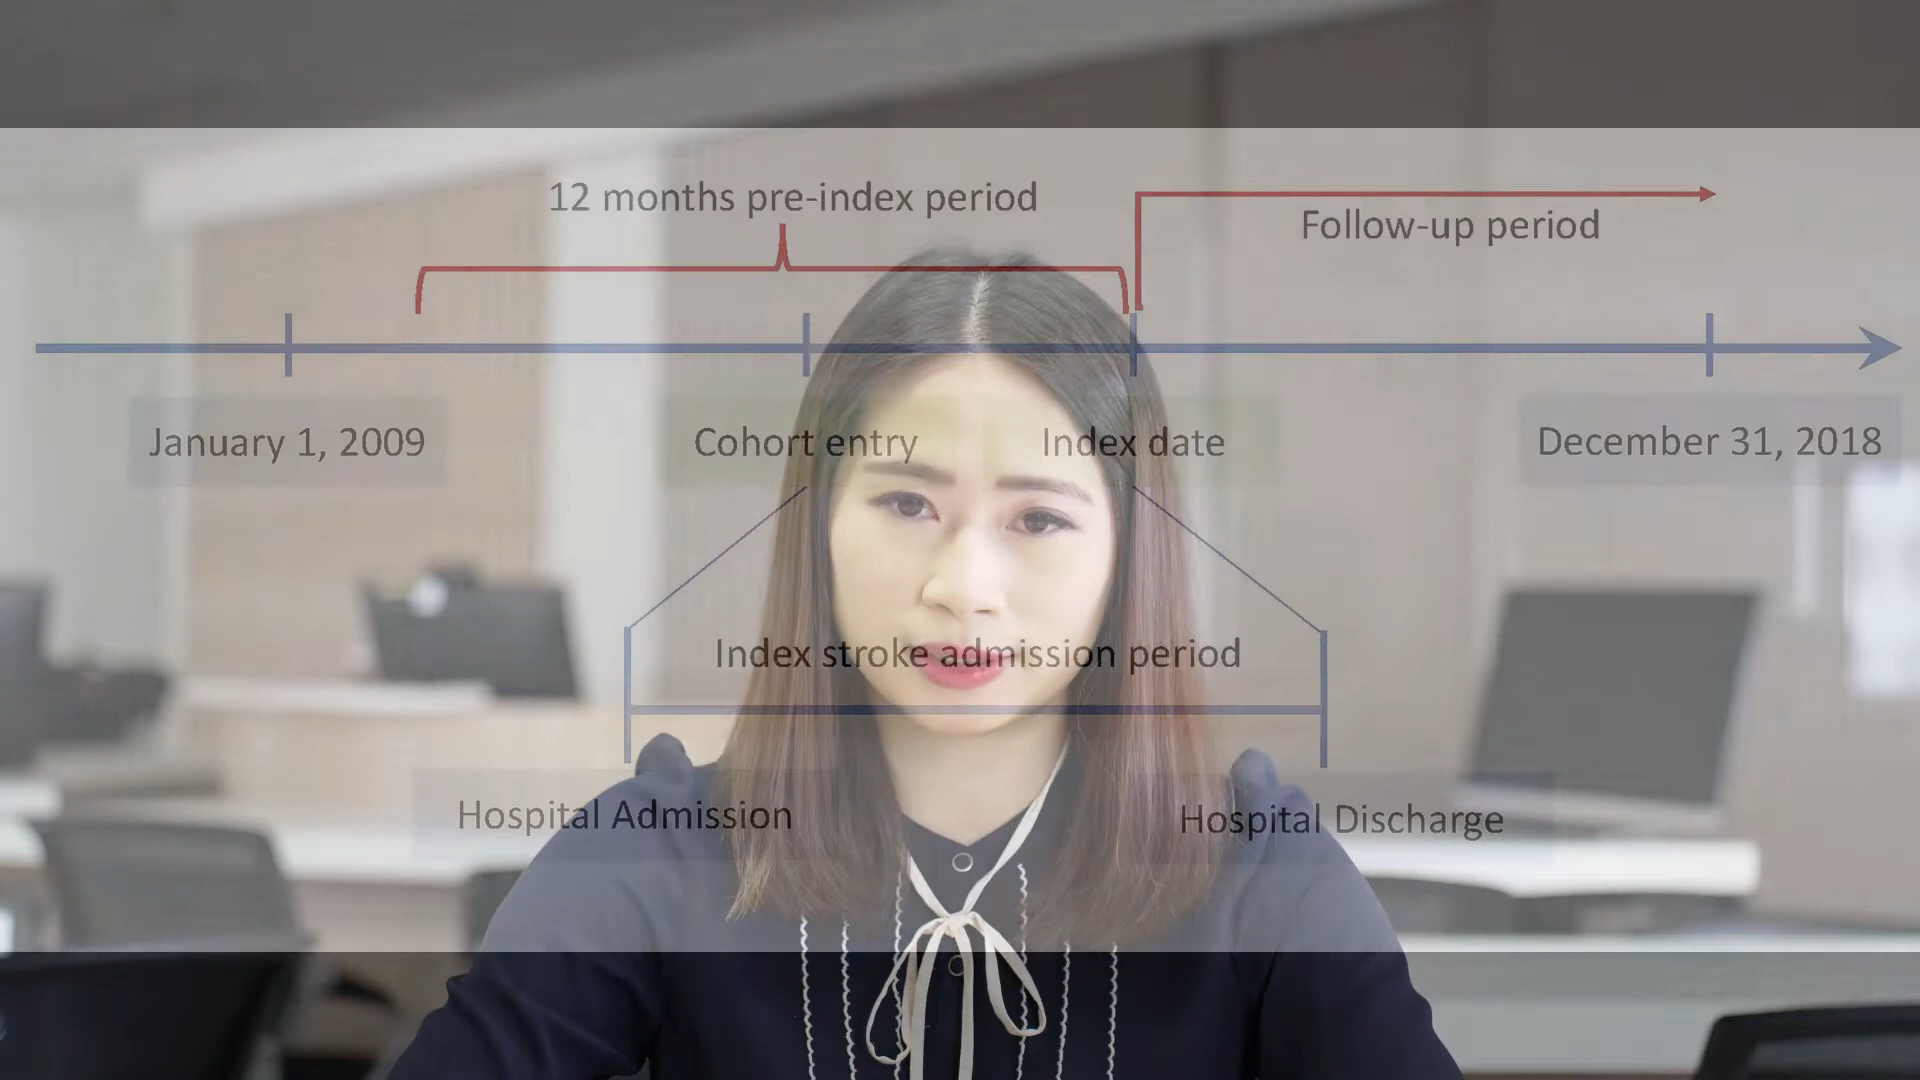 12 months pre-index period
Follow-up period
January 1, 2009
Cohort entry
Index date
December 31, 2018
Index stroke admission period
Hospital Admission
Hospital Discharge